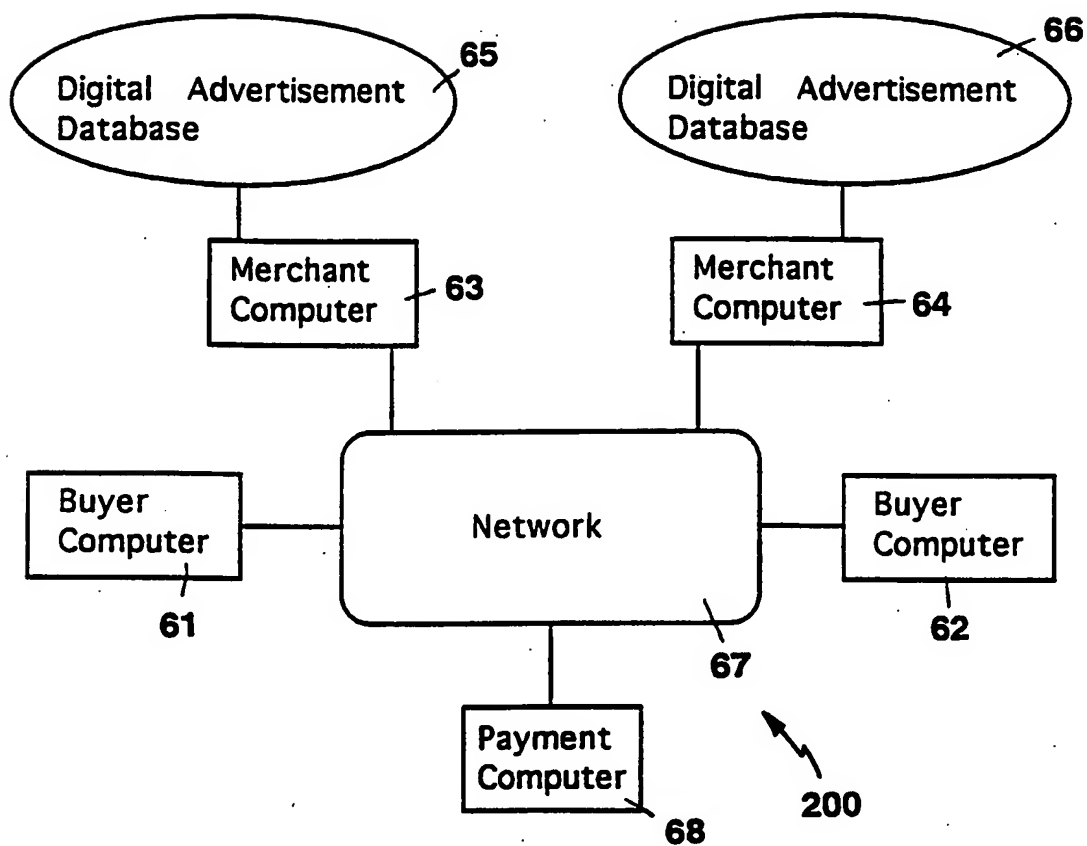 65
Digital Advertisement
Database
66
Digital Advertisement
Database
Merchant
Computer
63
Merchant
Computer
64
Buyer
Computer
61
Network
67
Buyer
Computer
62
Payment
Computer
68
200